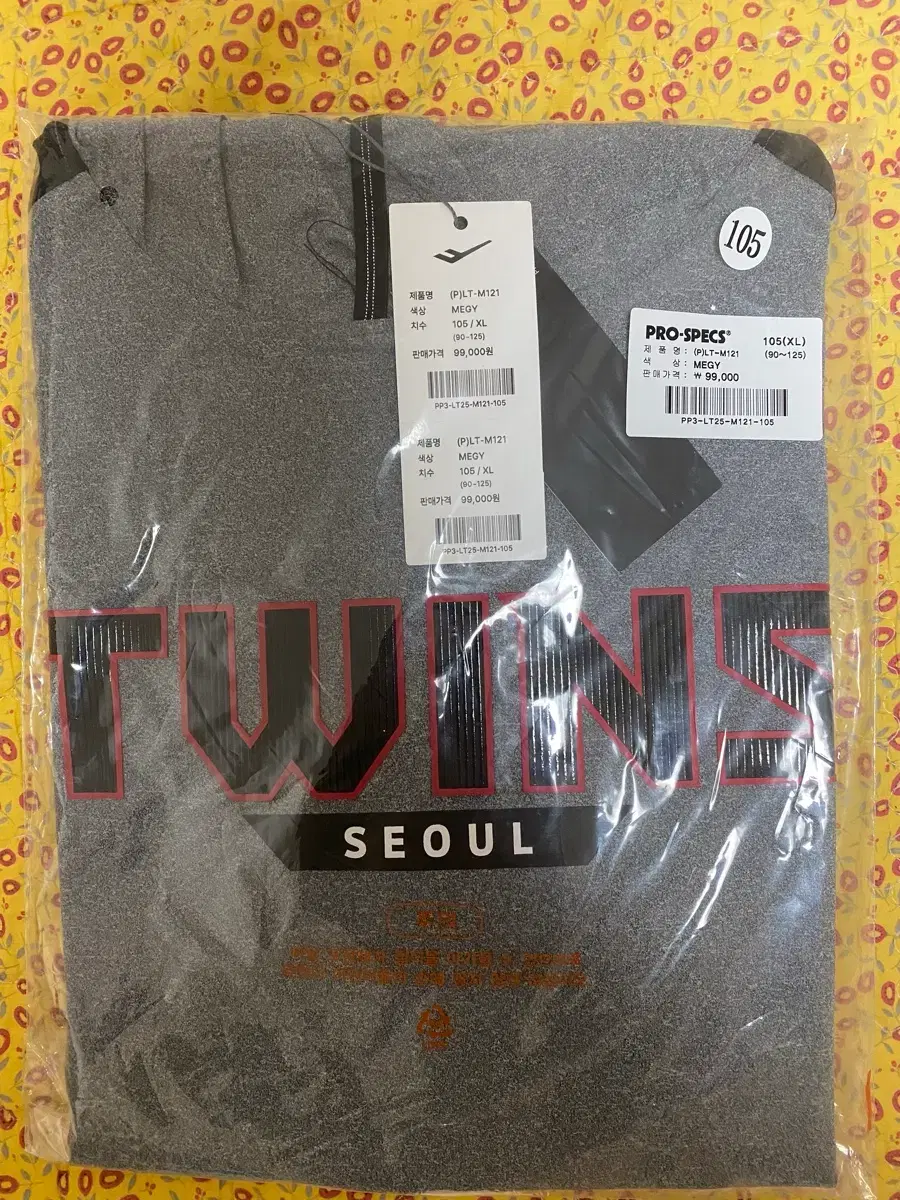 제품명 (P)LT-M121
색상 MEGY
치수 105 / XL
(90-125)
판매가격 99,000원
PP3-LT25-M121-105
제품명 (P)LT-M121
색상 MEGY
치수 105 / XL
(90-125)
판매가격 99,000원
PP3-LT25-M121-105
105
PRO-SPECS® 105(XL)
제 품 명 : (P)LT-M121 (90~125)
색 상 : MEGY
판매가격 : ₩ 99,000
PP3-LT25-M121-105
TWINS
SEOUL